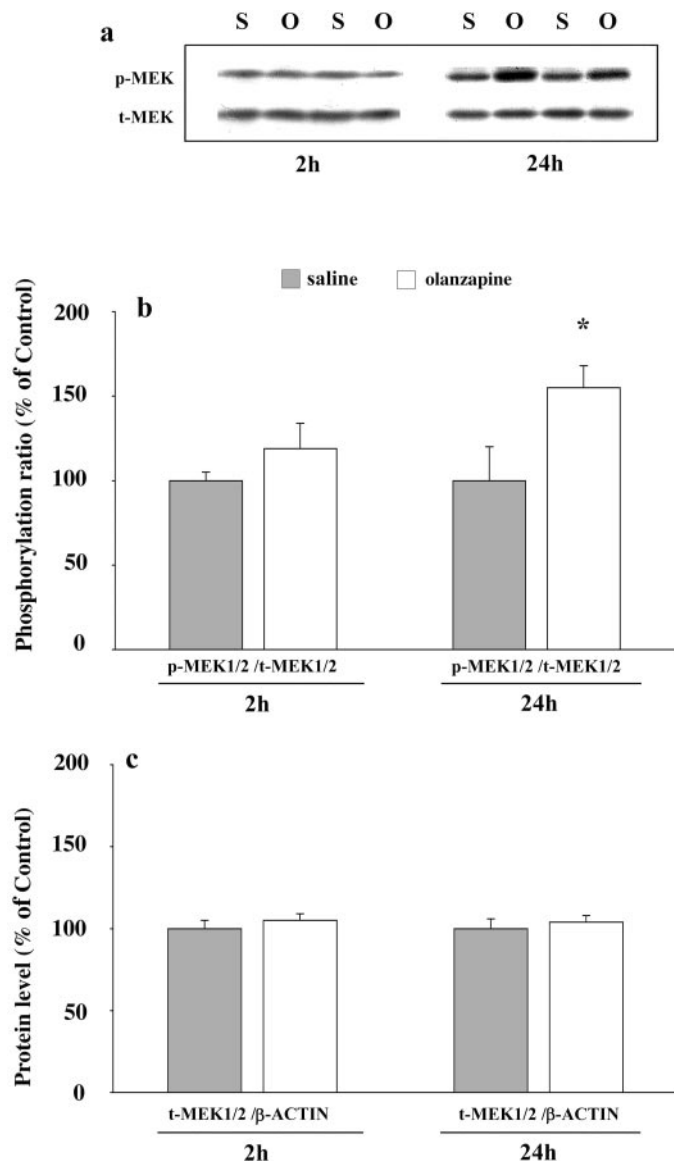 S O S O S O S O
a
p-MEK
t-MEK
2h 24h
saline olanzapine
b
Phosphorylation ratio (% of Control)
200
*
150
100
50
0
p-MEK1/2 /t-MEK1/2 p-MEK1/2 /t-MEK1/2
2h 24h
c
Protein level (% of Control)
200
150
100
50
0
t-MEK1/2 /β-ACTIN t-MEK1/2 /β-ACTIN
2h 24h